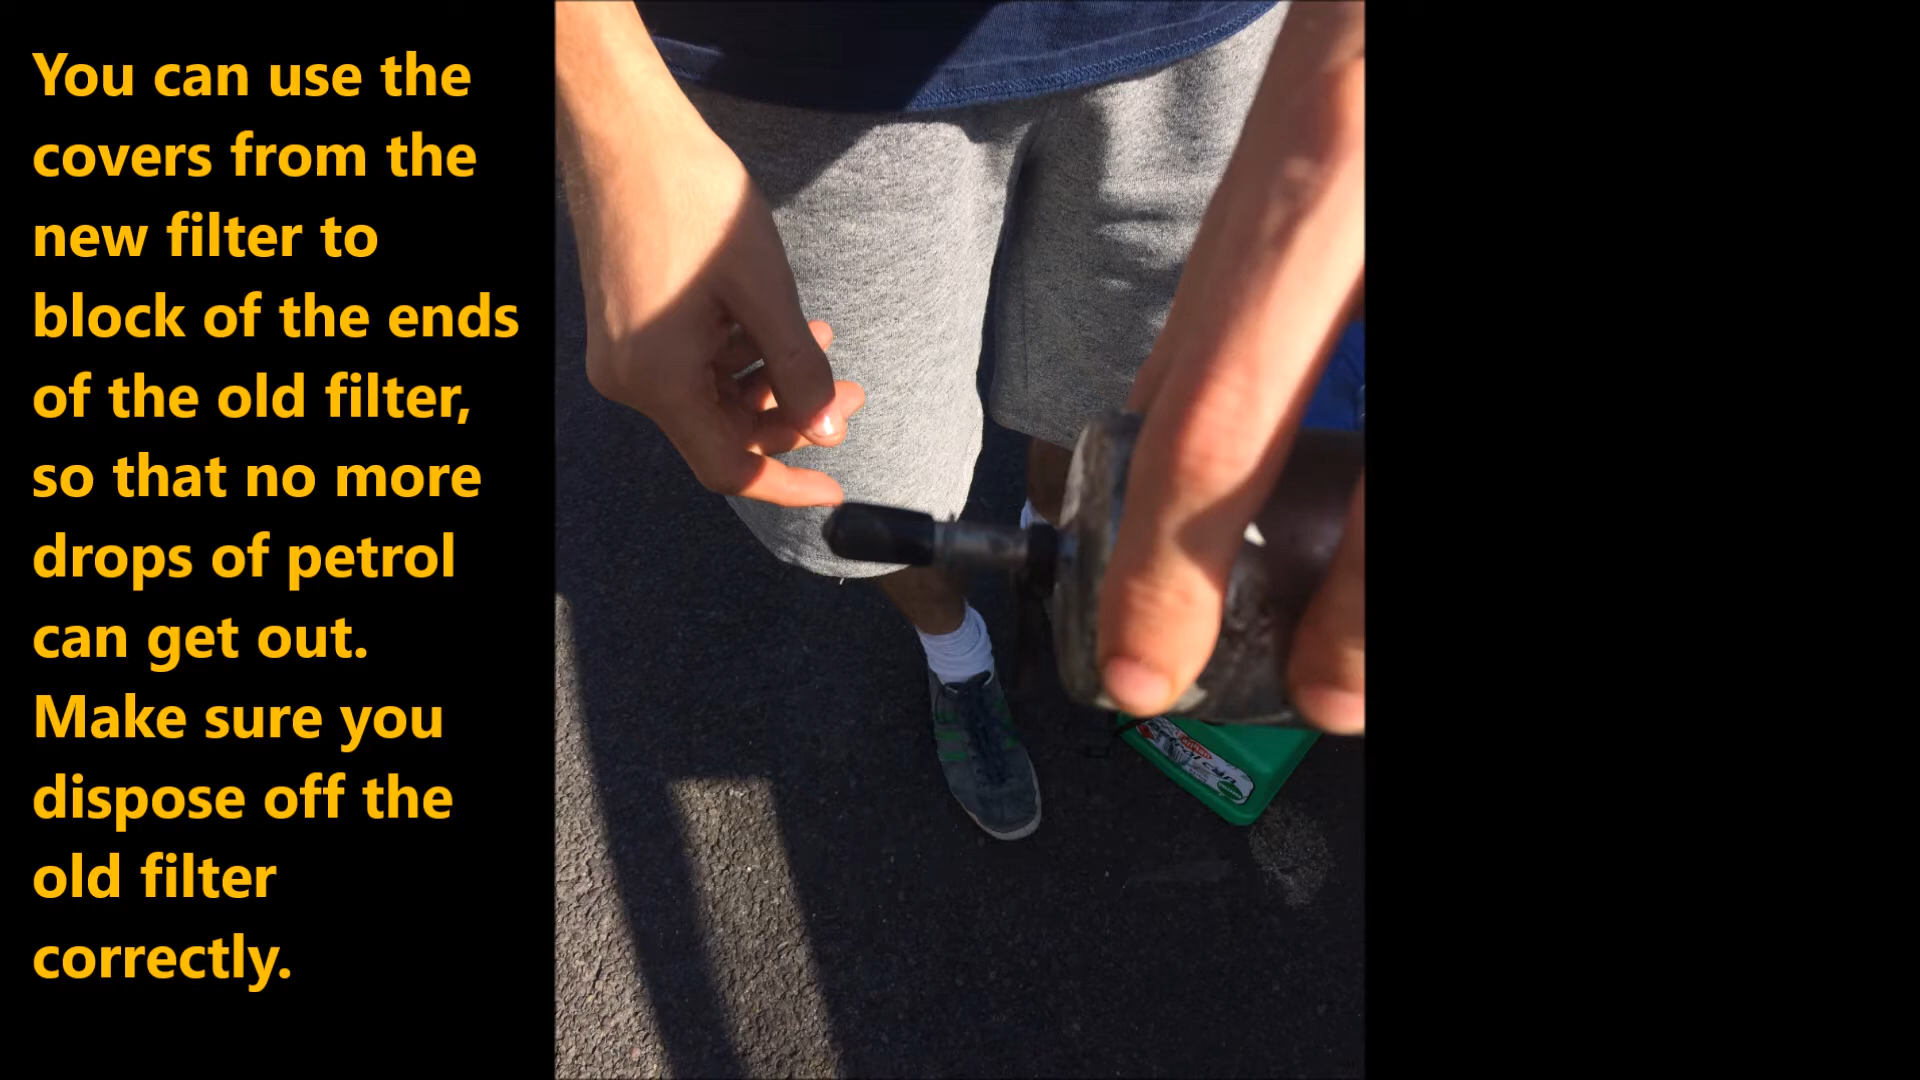 You can use the
covers from the
new filter to
block of the ends
of the old filter,
so that no more
drops of petrol
can get out.
Make sure you
dispose off the
old filter
correctly.